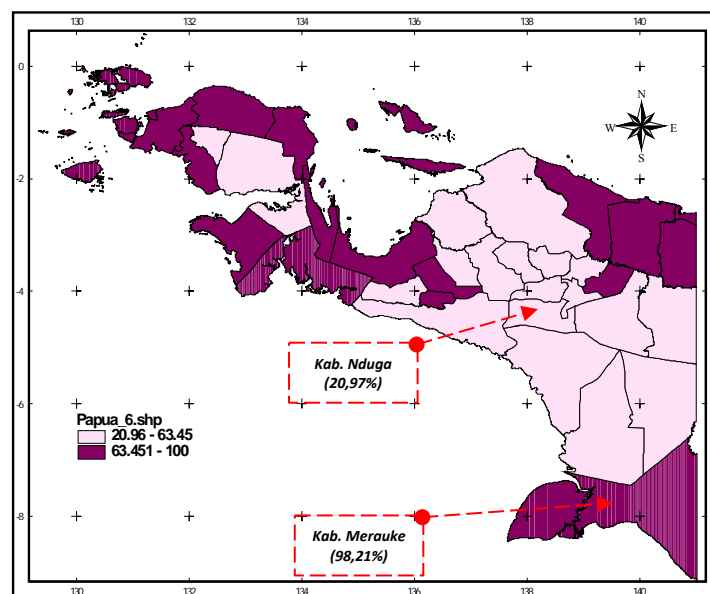 130 132 134 136 138 140
0
N
W E
S
-2
-4
Kab. Nduga
(20,97%)
-6
Papua_6.shp
20.96 - 63.45
63.451 - 100
-8
Kab. Merauke
(98,21%)
130 132 134 136 138 140